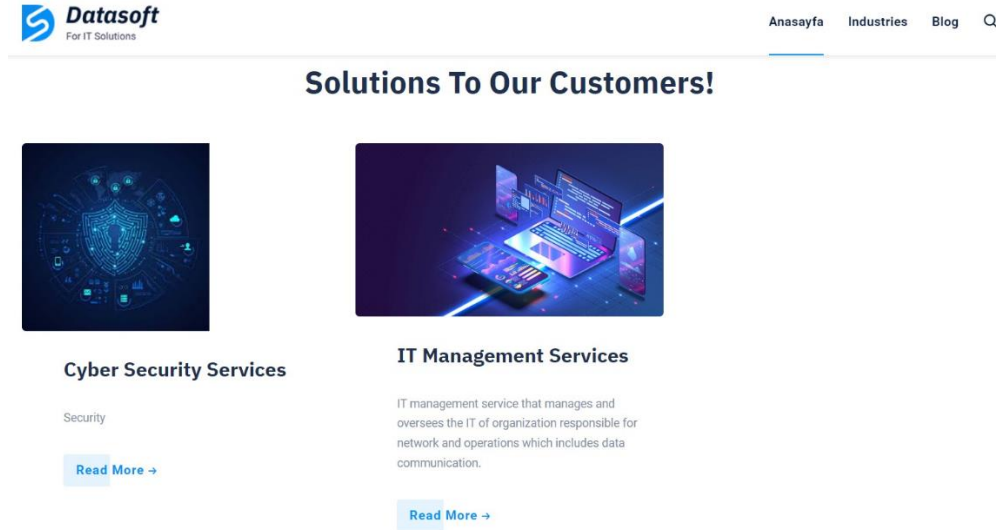 Datasoft
For IT Solutions
Anasayfa Industries Blog
Solutions To Our Customers!
Cyber Security Services
Security
Read More →
IT Management Services
IT management service that manages and
oversees the IT of organization responsible for
network and operations which includes data
communication.
Read More →